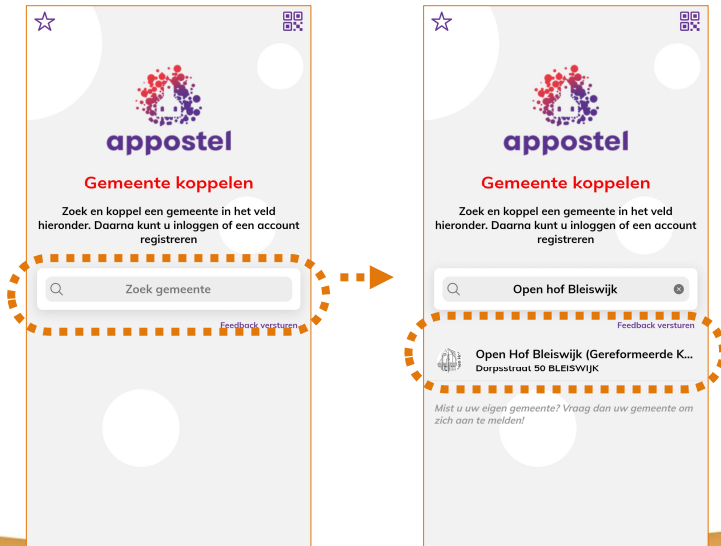 appostel
Gemeente koppelen
Zoek en koppel een gemeente in het veld
hieronder. Daarna kunt u inloggen of een account
registreren
Zoek gemeente
Feedback versturen
appostel
Gemeente koppelen
Zoek en koppel een gemeente in het veld
hieronder. Daarna kunt u inloggen of een account
registreren
Open hof Bleiswijk
Feedback versturen
Open Hof Bleiswijk (Gereformeerde K...
Dorpsstraat 50 BLEISWIJK
Mist u uw eigen gemeente? Vraag dan uw gemeente om
zich aan te melden!